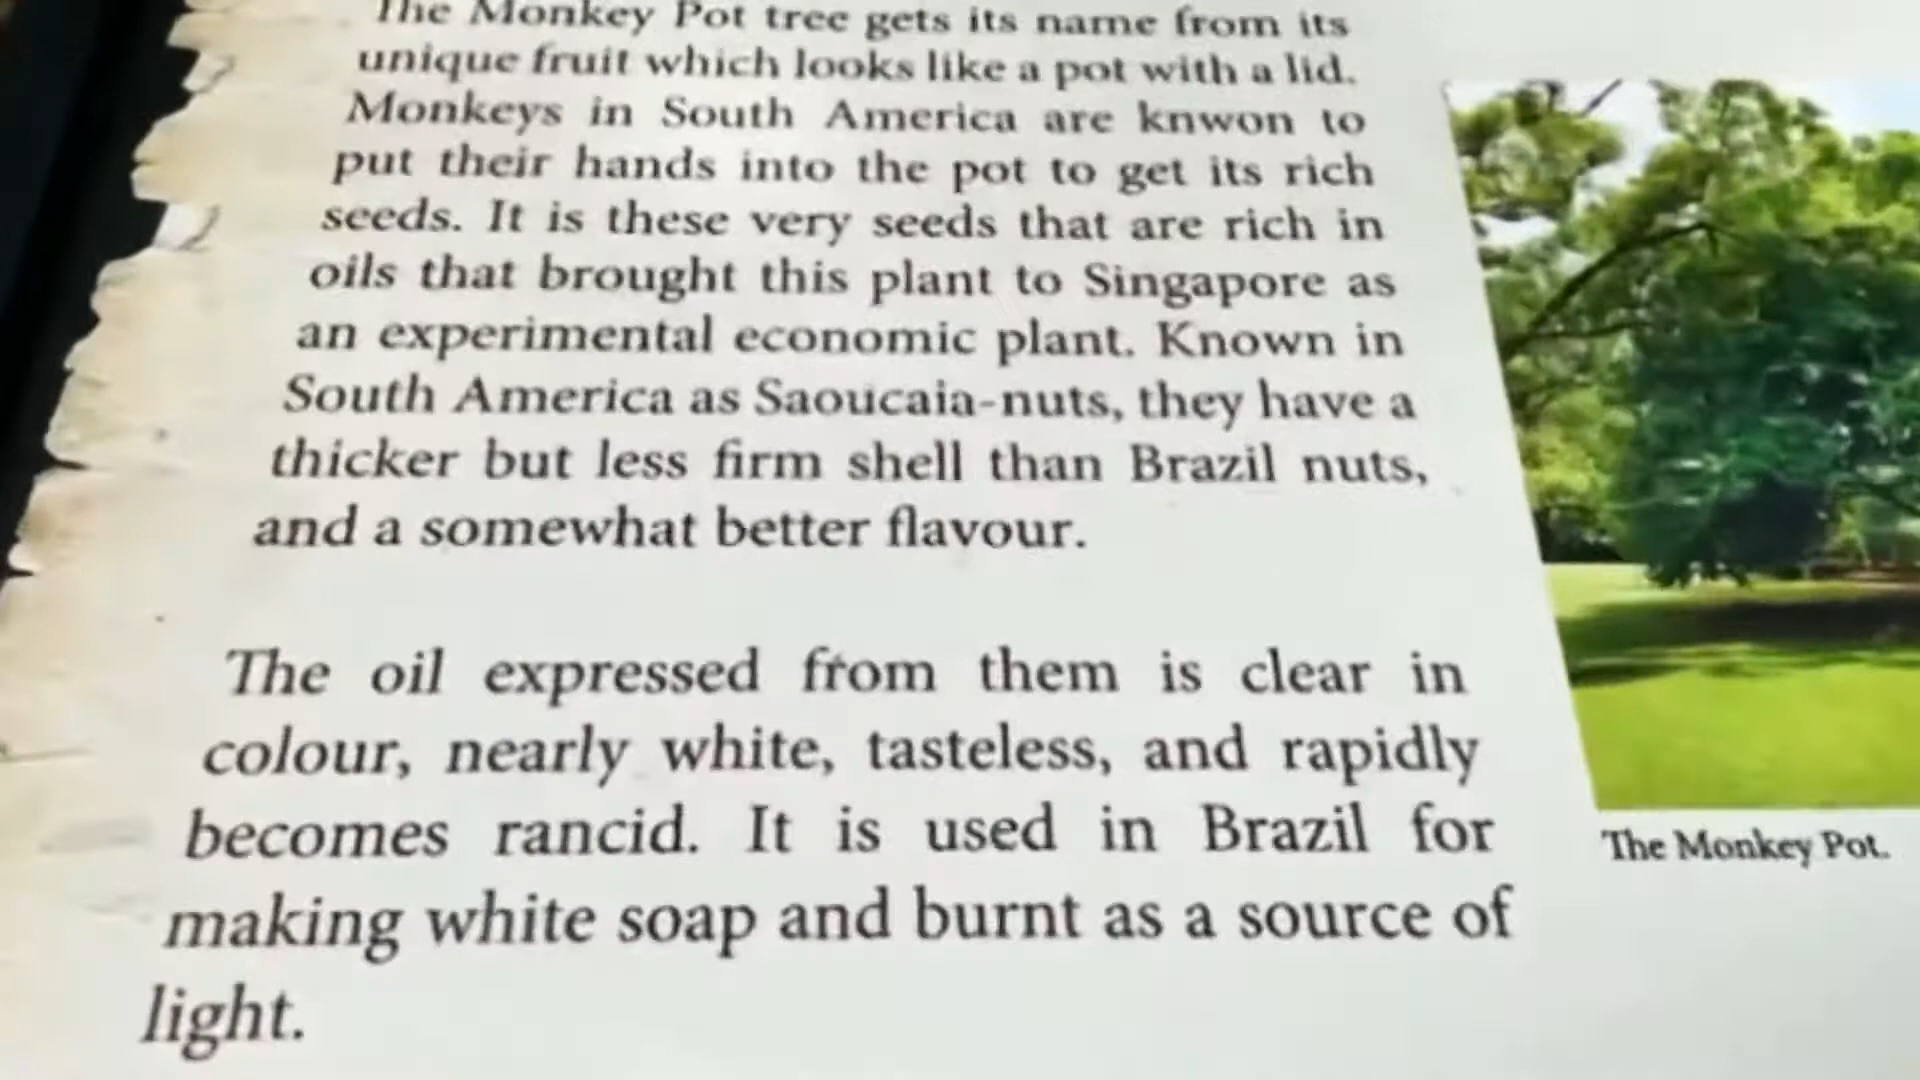 The Monkey Pot tree gets its name from its
unique fruit which looks like a pot with a lid.
Monkeys in South America are knwon to
put their hands into the pot to get its rich
seeds. It is these very seeds that are rich in
oils that brought this plant to Singapore as
an experimental economic plant. Known in
South America as Saoucaia-nuts, they have a
thicker but less firm shell than Brazil nuts,
and a somewhat better flavour.
The oil expressed from them is clear in
colour, nearly white, tasteless, and rapidly
becomes rancid. It is used in Brazil for
making white soap and burnt as a source of
light.
The Monkey Pot.